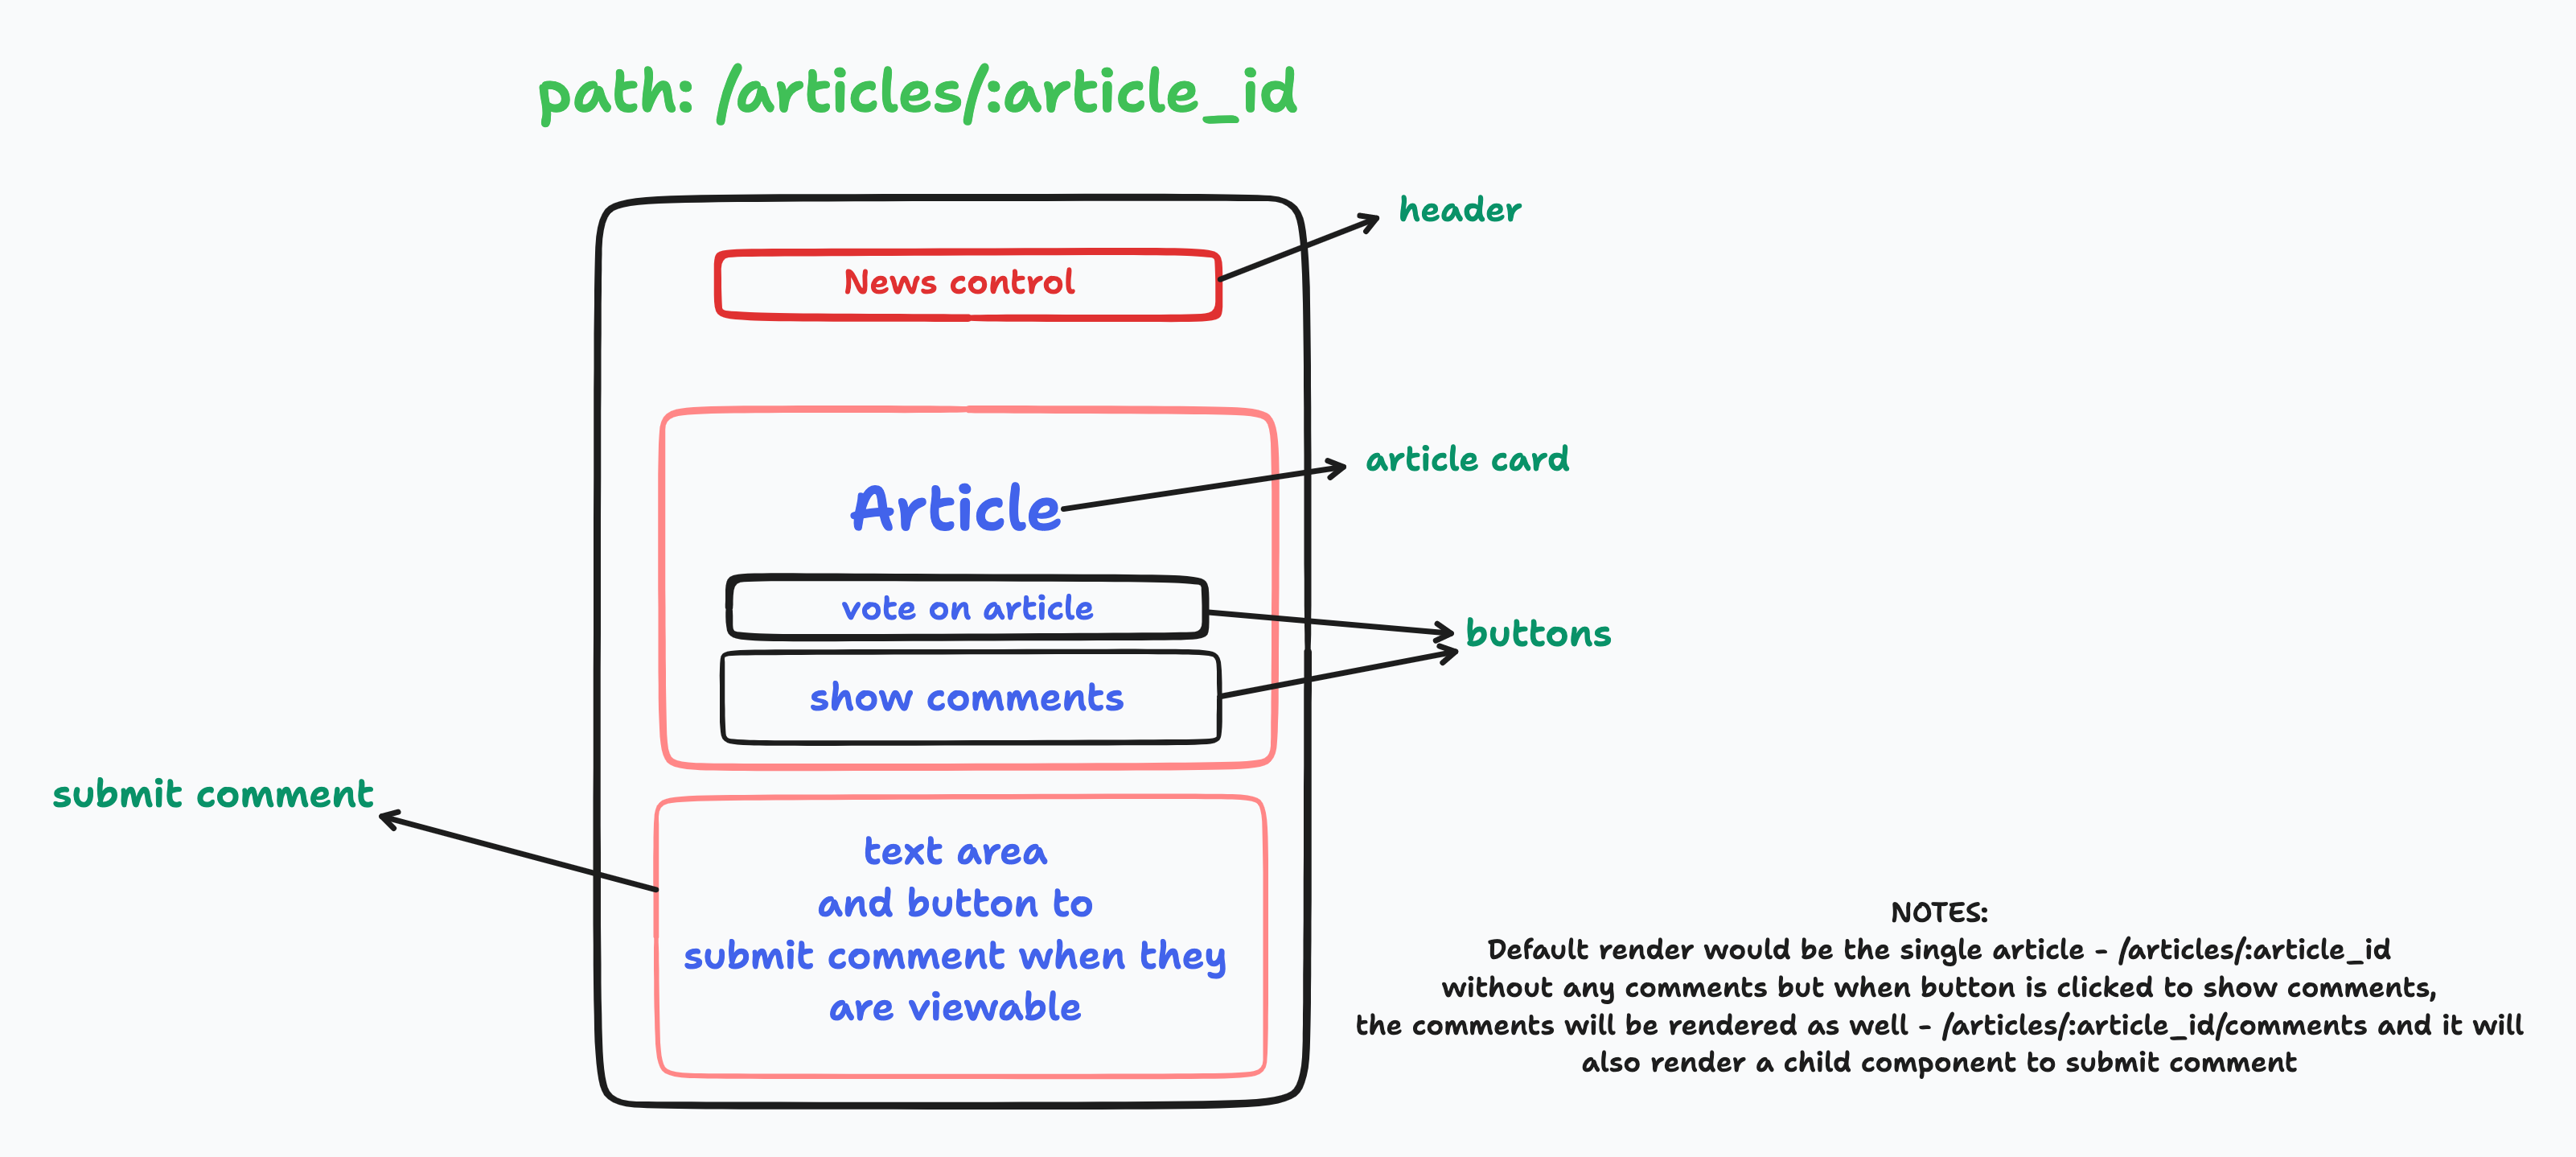 path: /articles/:article_id
header
News control
article card
Article
vote on article
buttons
show comments
submit comment
text area
and button to
submit comment when they
are viewable
NOTES:
Default render would be the single article - /articles/:article_id
without any comments but when button is clicked to show comments,
the comments will be rendered as well - /articles/:article_id/comments and it will
also render a child component to submit comment